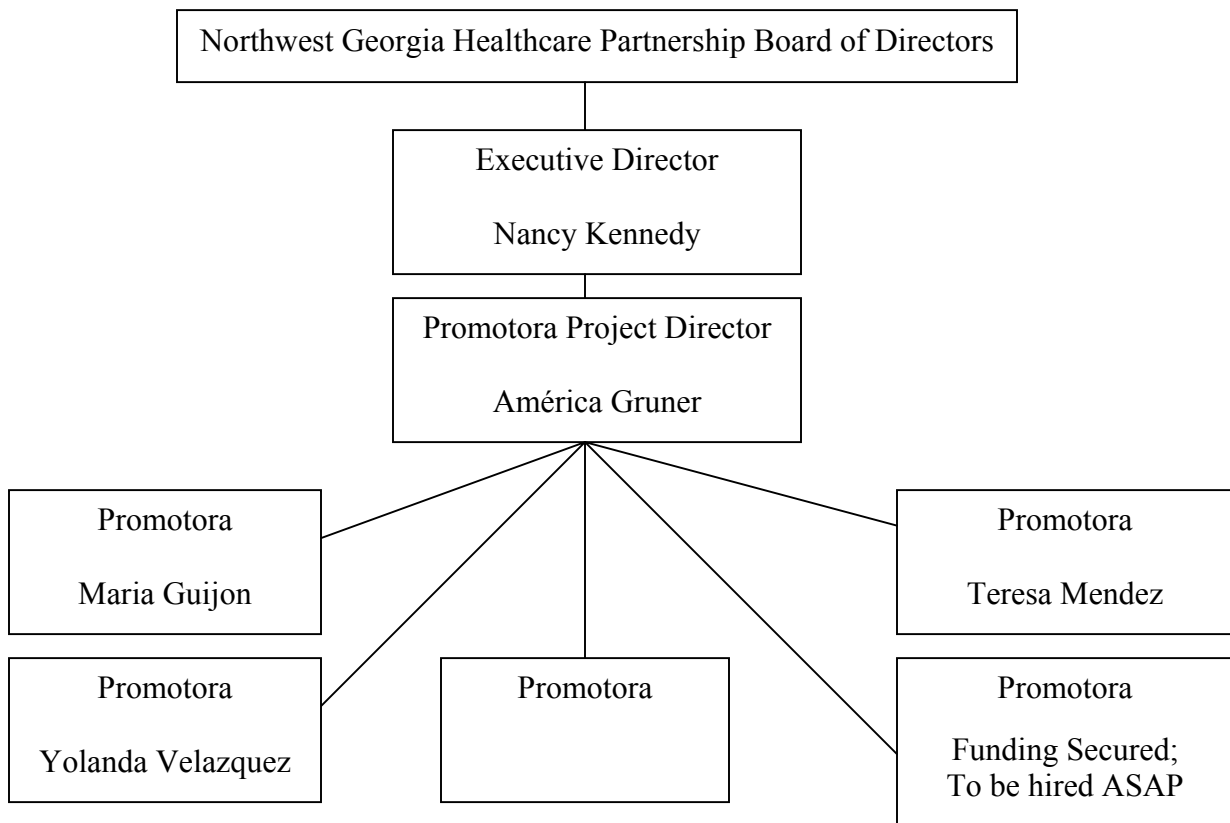 Northwest Georgia Healthcare Partnership Board of Directors
Executive Director
Nancy Kennedy
Promotora Project Director
América Gruner
Promotora
Maria Guijon
Promotora
Teresa Mendez
Promotora
Yolanda Velazquez
Promotora
Promotora
Funding Secured;
To be hired ASAP